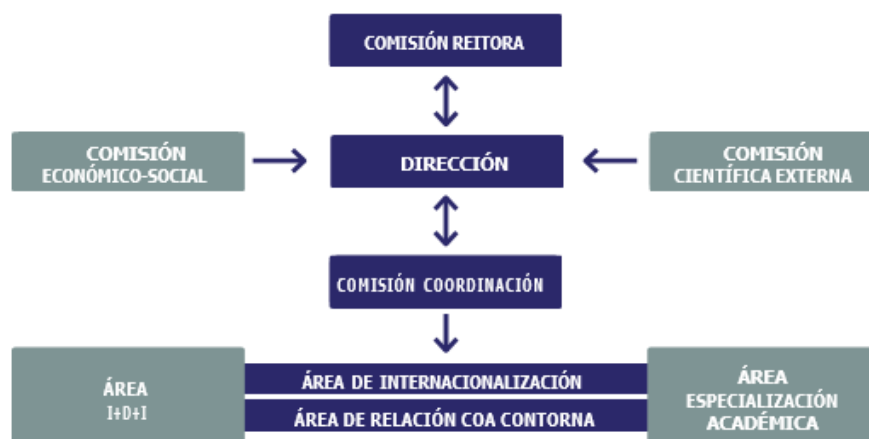 COMISIÓN REITORA
COMISIÓN
ECONÓMICO-SOCIAL
DIRECCIÓN
COMISIÓN
CIENTÍFICA EXTERNA
COMISIÓN COORDINACIÓN
ÁREA
I+D+I
ÁREA DE INTERNACIONALIZACIÓN
ÁREA DE RELACIÓN COA CONTORNA
ÁREA
ESPECIALIZACIÓN
ACADÉMICA